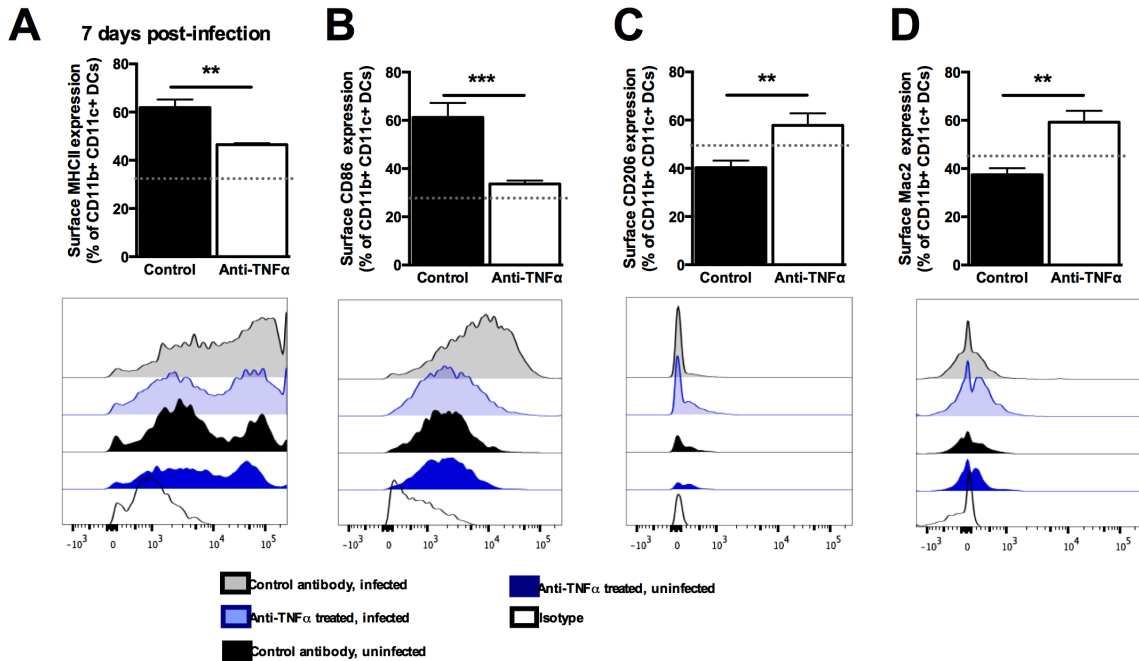 A
7 days post-infection
B
C
D
Surface MHCII expression
(% of CD11b+ CD11c+ DCs)
80
60
40
20
0
**
Control
Anti-TNFα
Surface CD86 expression
(% of CD11b+ CD11c+ DCs)
80
60
40
20
0
***
Control
Anti-TNFα
Surface CD206 expression
(% of CD11b+ CD11c+ DCs)
80
60
40
20
0
**
Control
Anti-TNFα
Surface Mac2 expression
(% of CD11b+ CD11c+ DCs)
80
60
40
20
0
**
Control
Anti-TNFα
-10³ 0 10³ 10⁴ 10⁵
-10³ 0 10³ 10⁴ 10⁵
-10³ 0 10³ 10⁴ 10⁵
-10³ 0 10³ 10⁴ 10⁵
Control antibody, infected
Anti-TNFα treated, infected
Control antibody, uninfected
Anti-TNFα treated, uninfected
Isotype